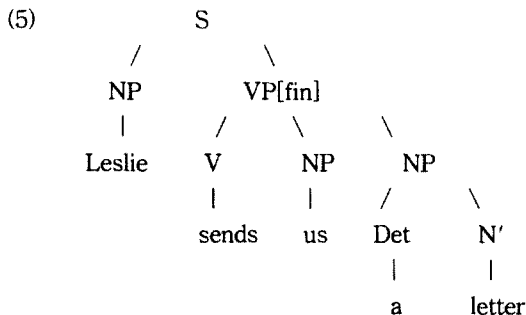 (5) S
NP VP[fin]
Leslie V NP NP
sends us Det N′
a letter